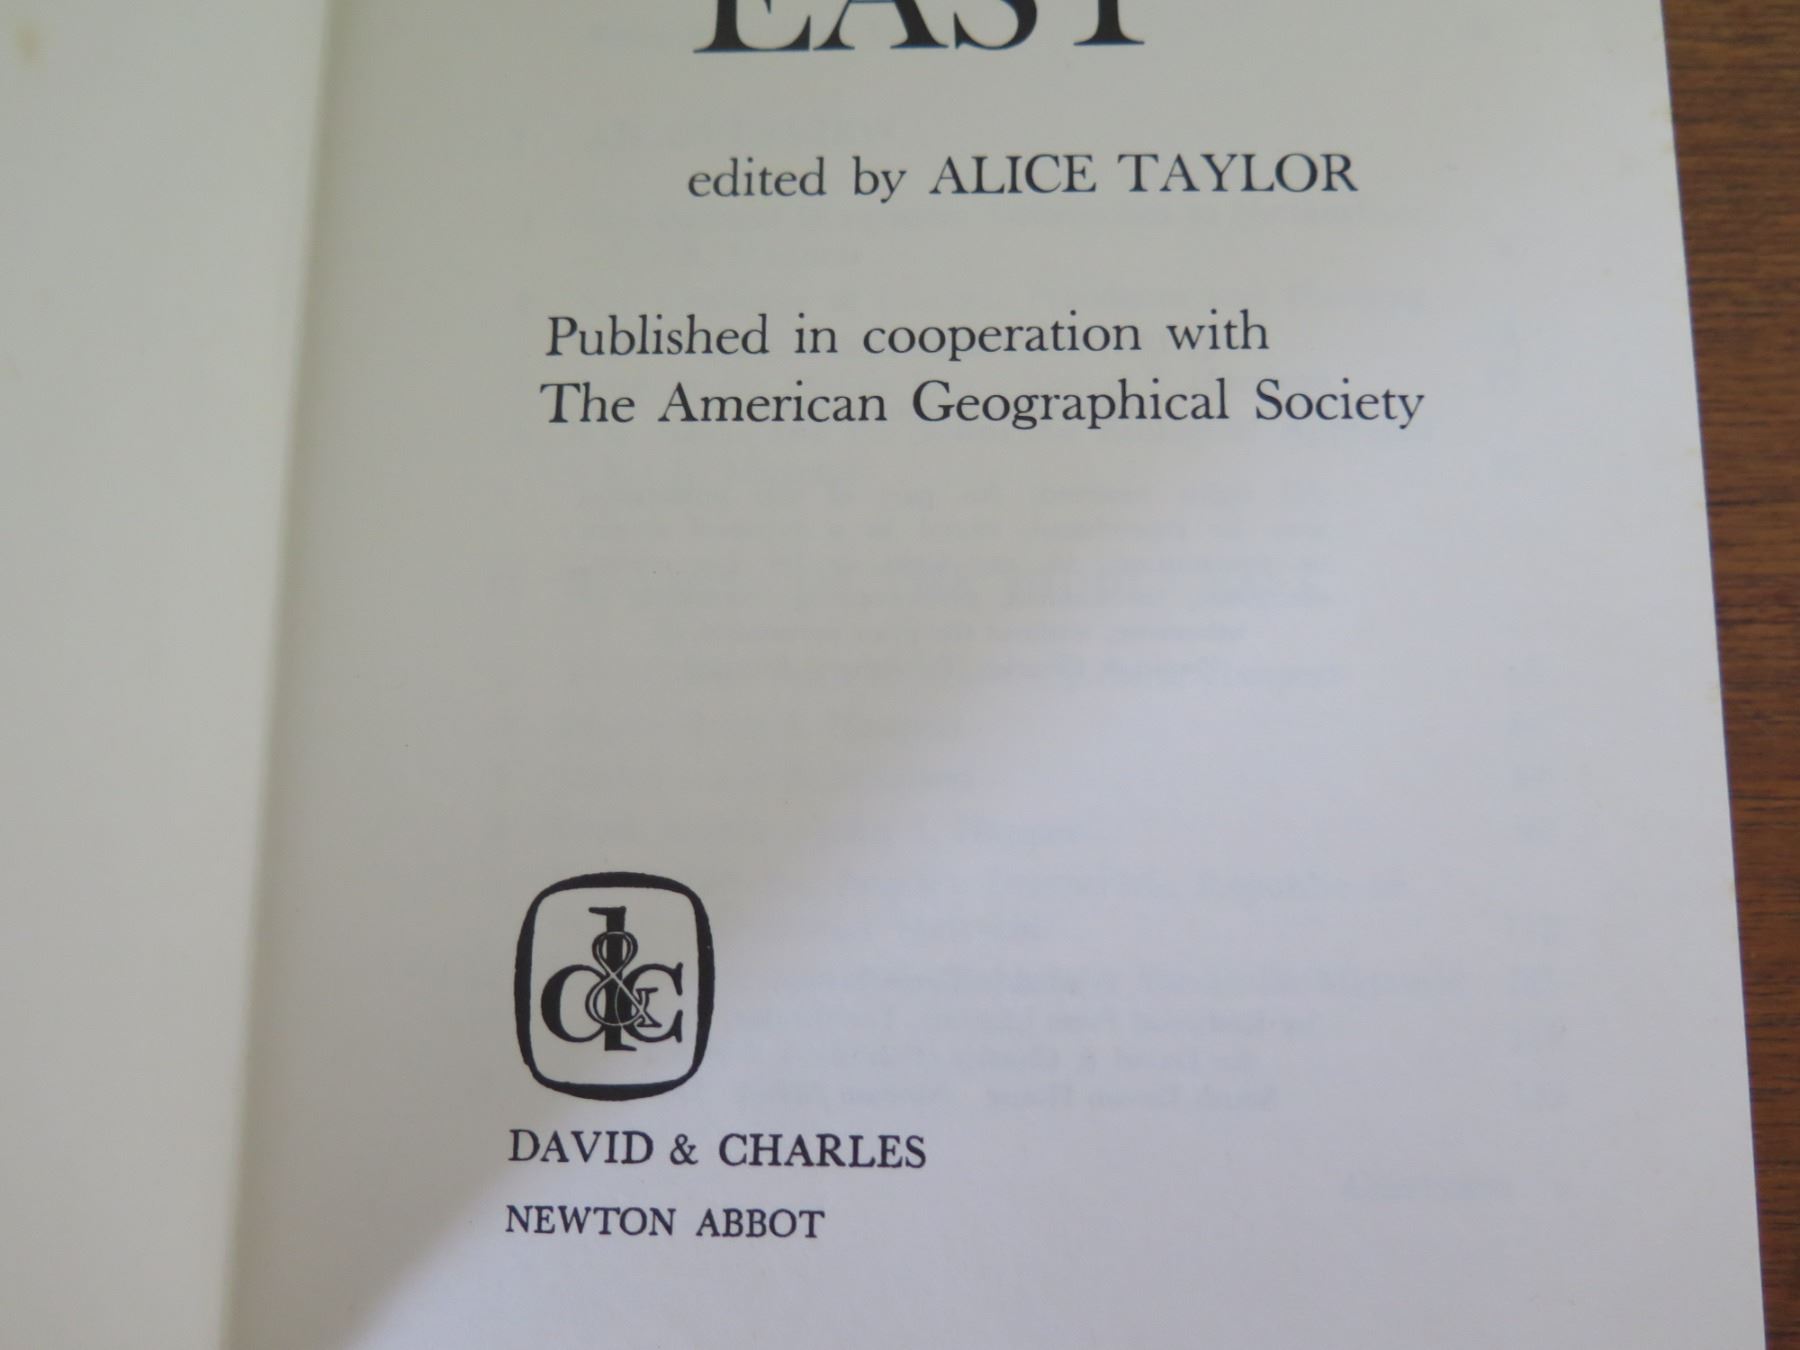 EAST
edited by ALICE TAYLOR
Published in cooperation with
The American Geographical Society
d&c
DAVID & CHARLES
NEWTON ABBOT